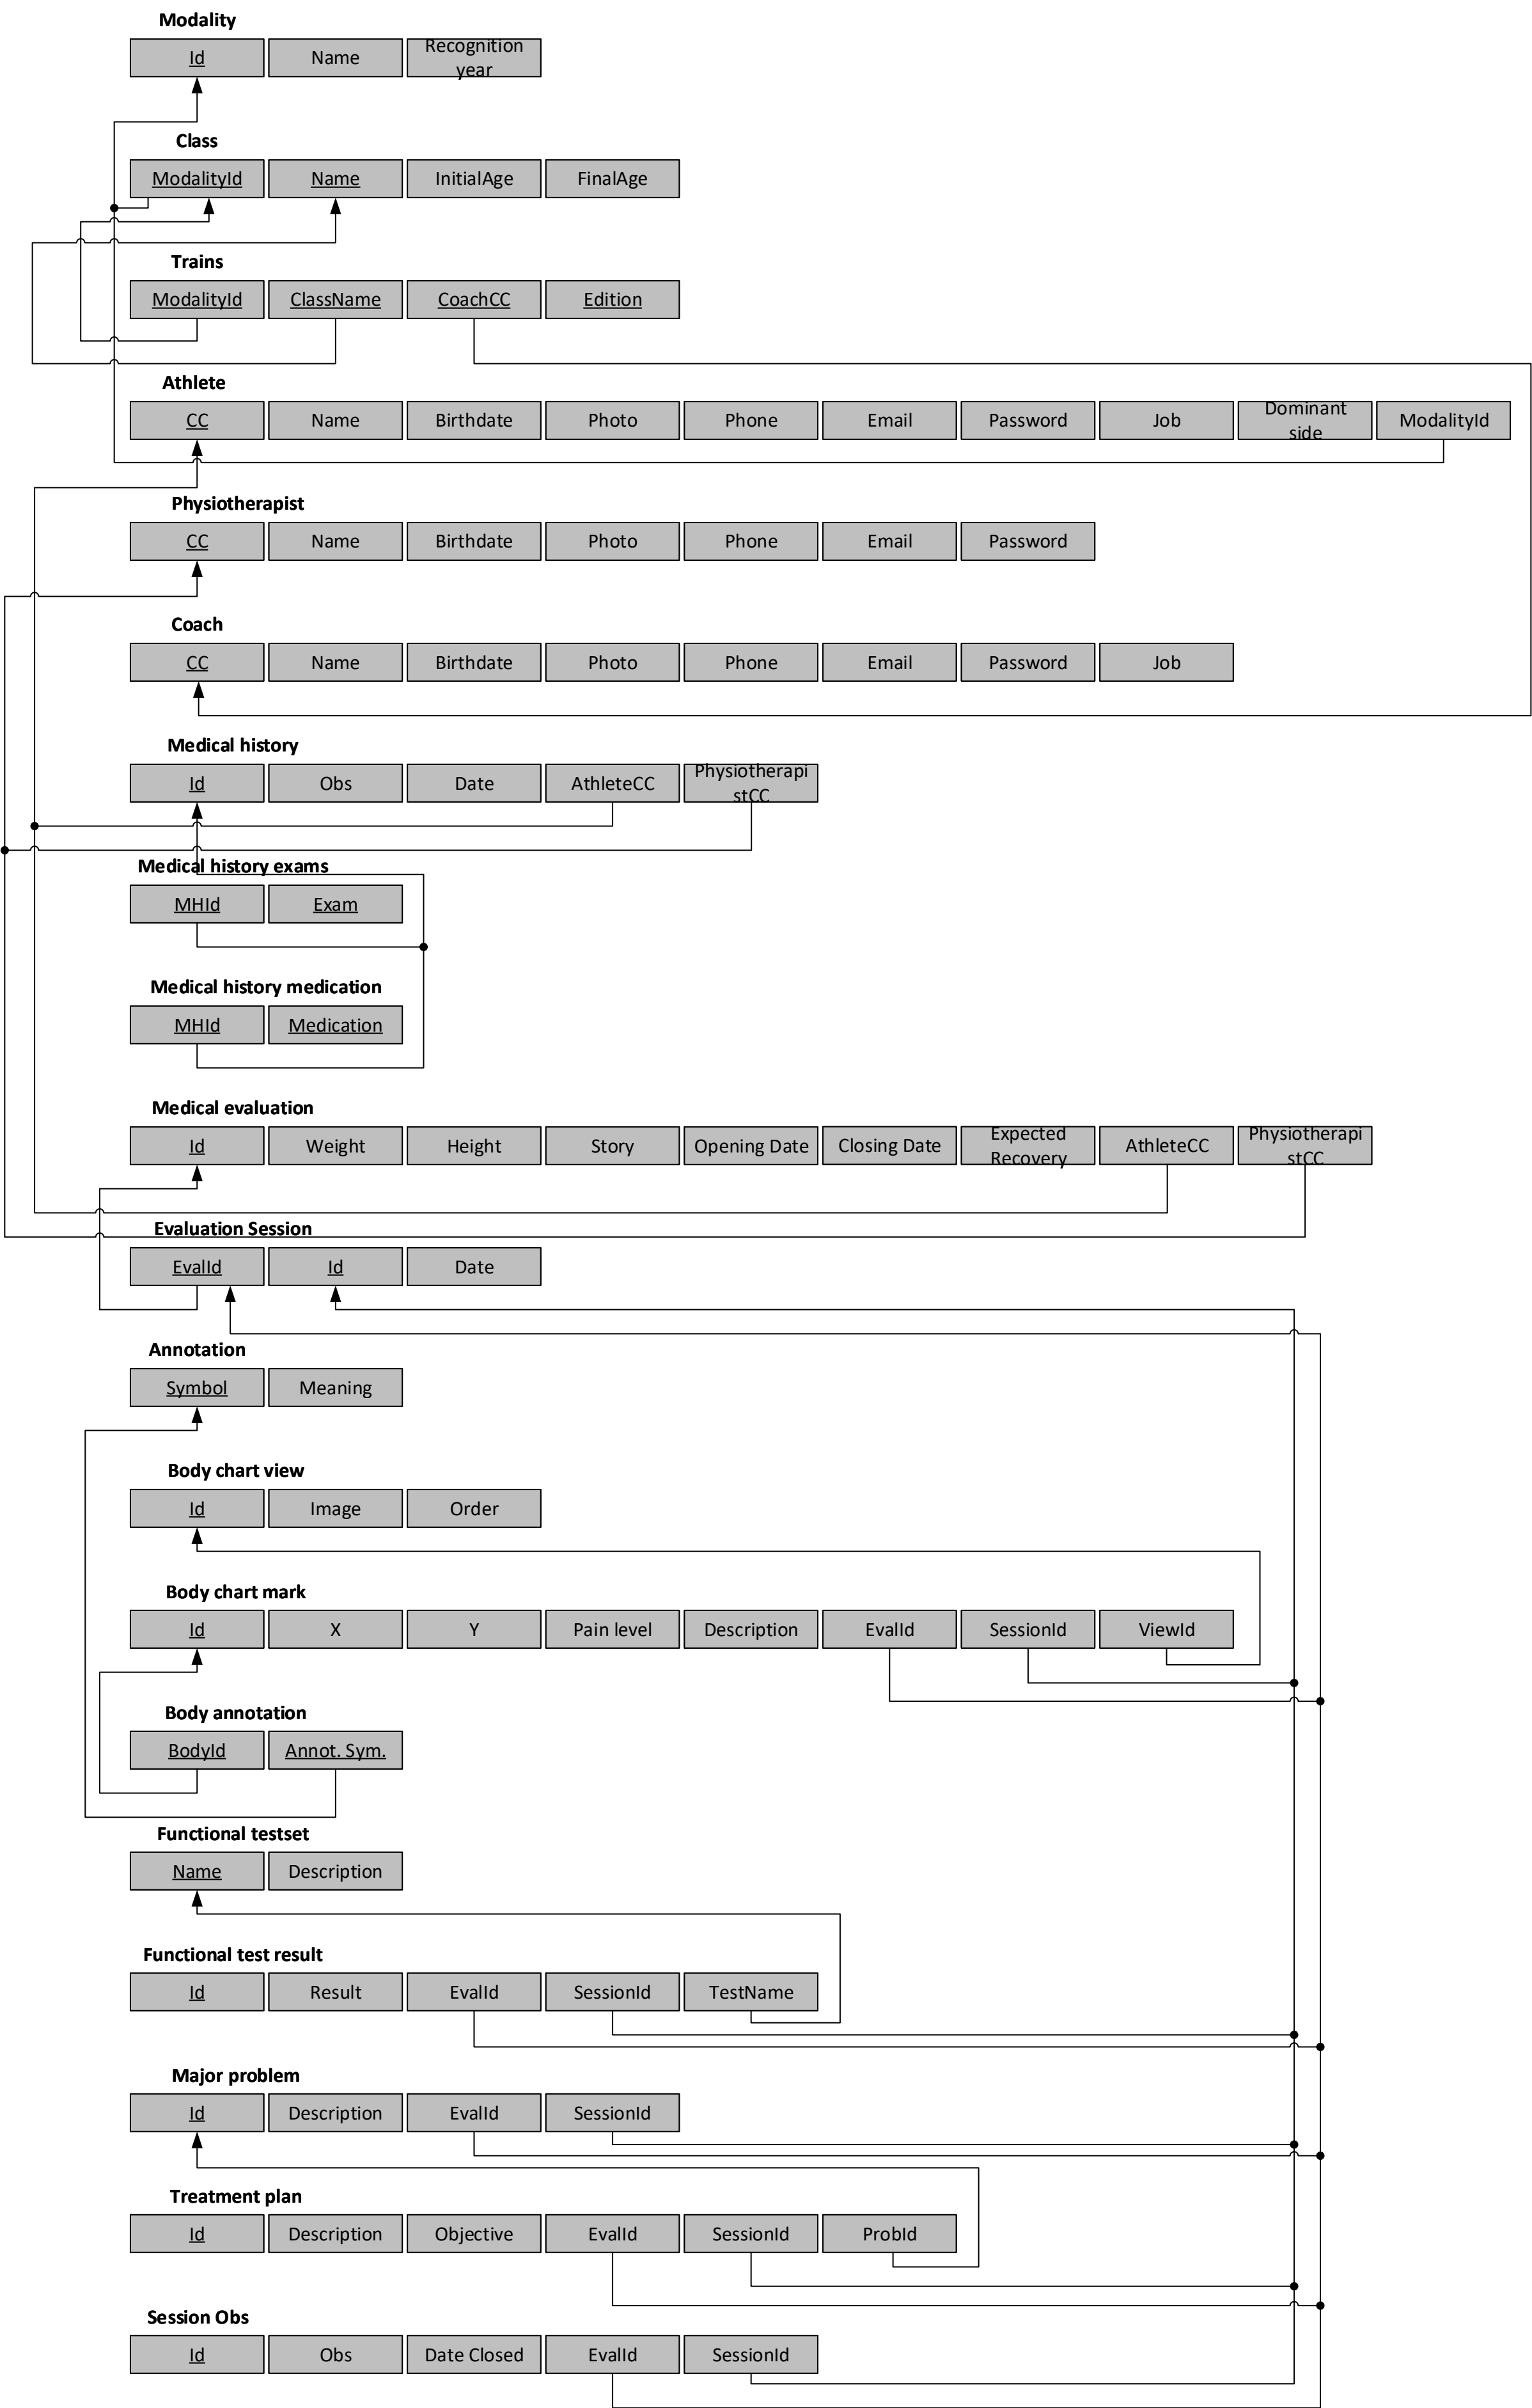 Modality
Id Name Recognition year
Class
ModalityId Name InitialAge FinalAge
Trains
ModalityId ClassName CoachCC Edition
Athlete
CC Name Birthdate Photo Phone Email Password Job Dominant side ModalityId
Physiotherapist
CC Name Birthdate Photo Phone Email Password
Coach
CC Name Birthdate Photo Phone Email Password Job
Medical history
Id Obs Date AthleteCC Physiotherapi stCC
Medical history exams
MHId Exam
Medical history medication
MHId Medication
Medical evaluation
Id Weight Height Story Opening Date Closing Date Expected Recovery AthleteCC Physiotherapi stCC
Evaluation Session
EvalId Id Date
Annotation
Symbol Meaning
Body chart view
Id Image Order
Body chart mark
Id X Y Pain level Description EvalId SessionId ViewId
Body annotation
BodyId Annot. Sym.
Functional testset
Name Description
Functional test result
Id Result EvalId SessionId TestName
Major problem
Id Description EvalId SessionId
Treatment plan
Id Description Objective EvalId SessionId ProbId
Session Obs
Id Obs Date Closed EvalId SessionId